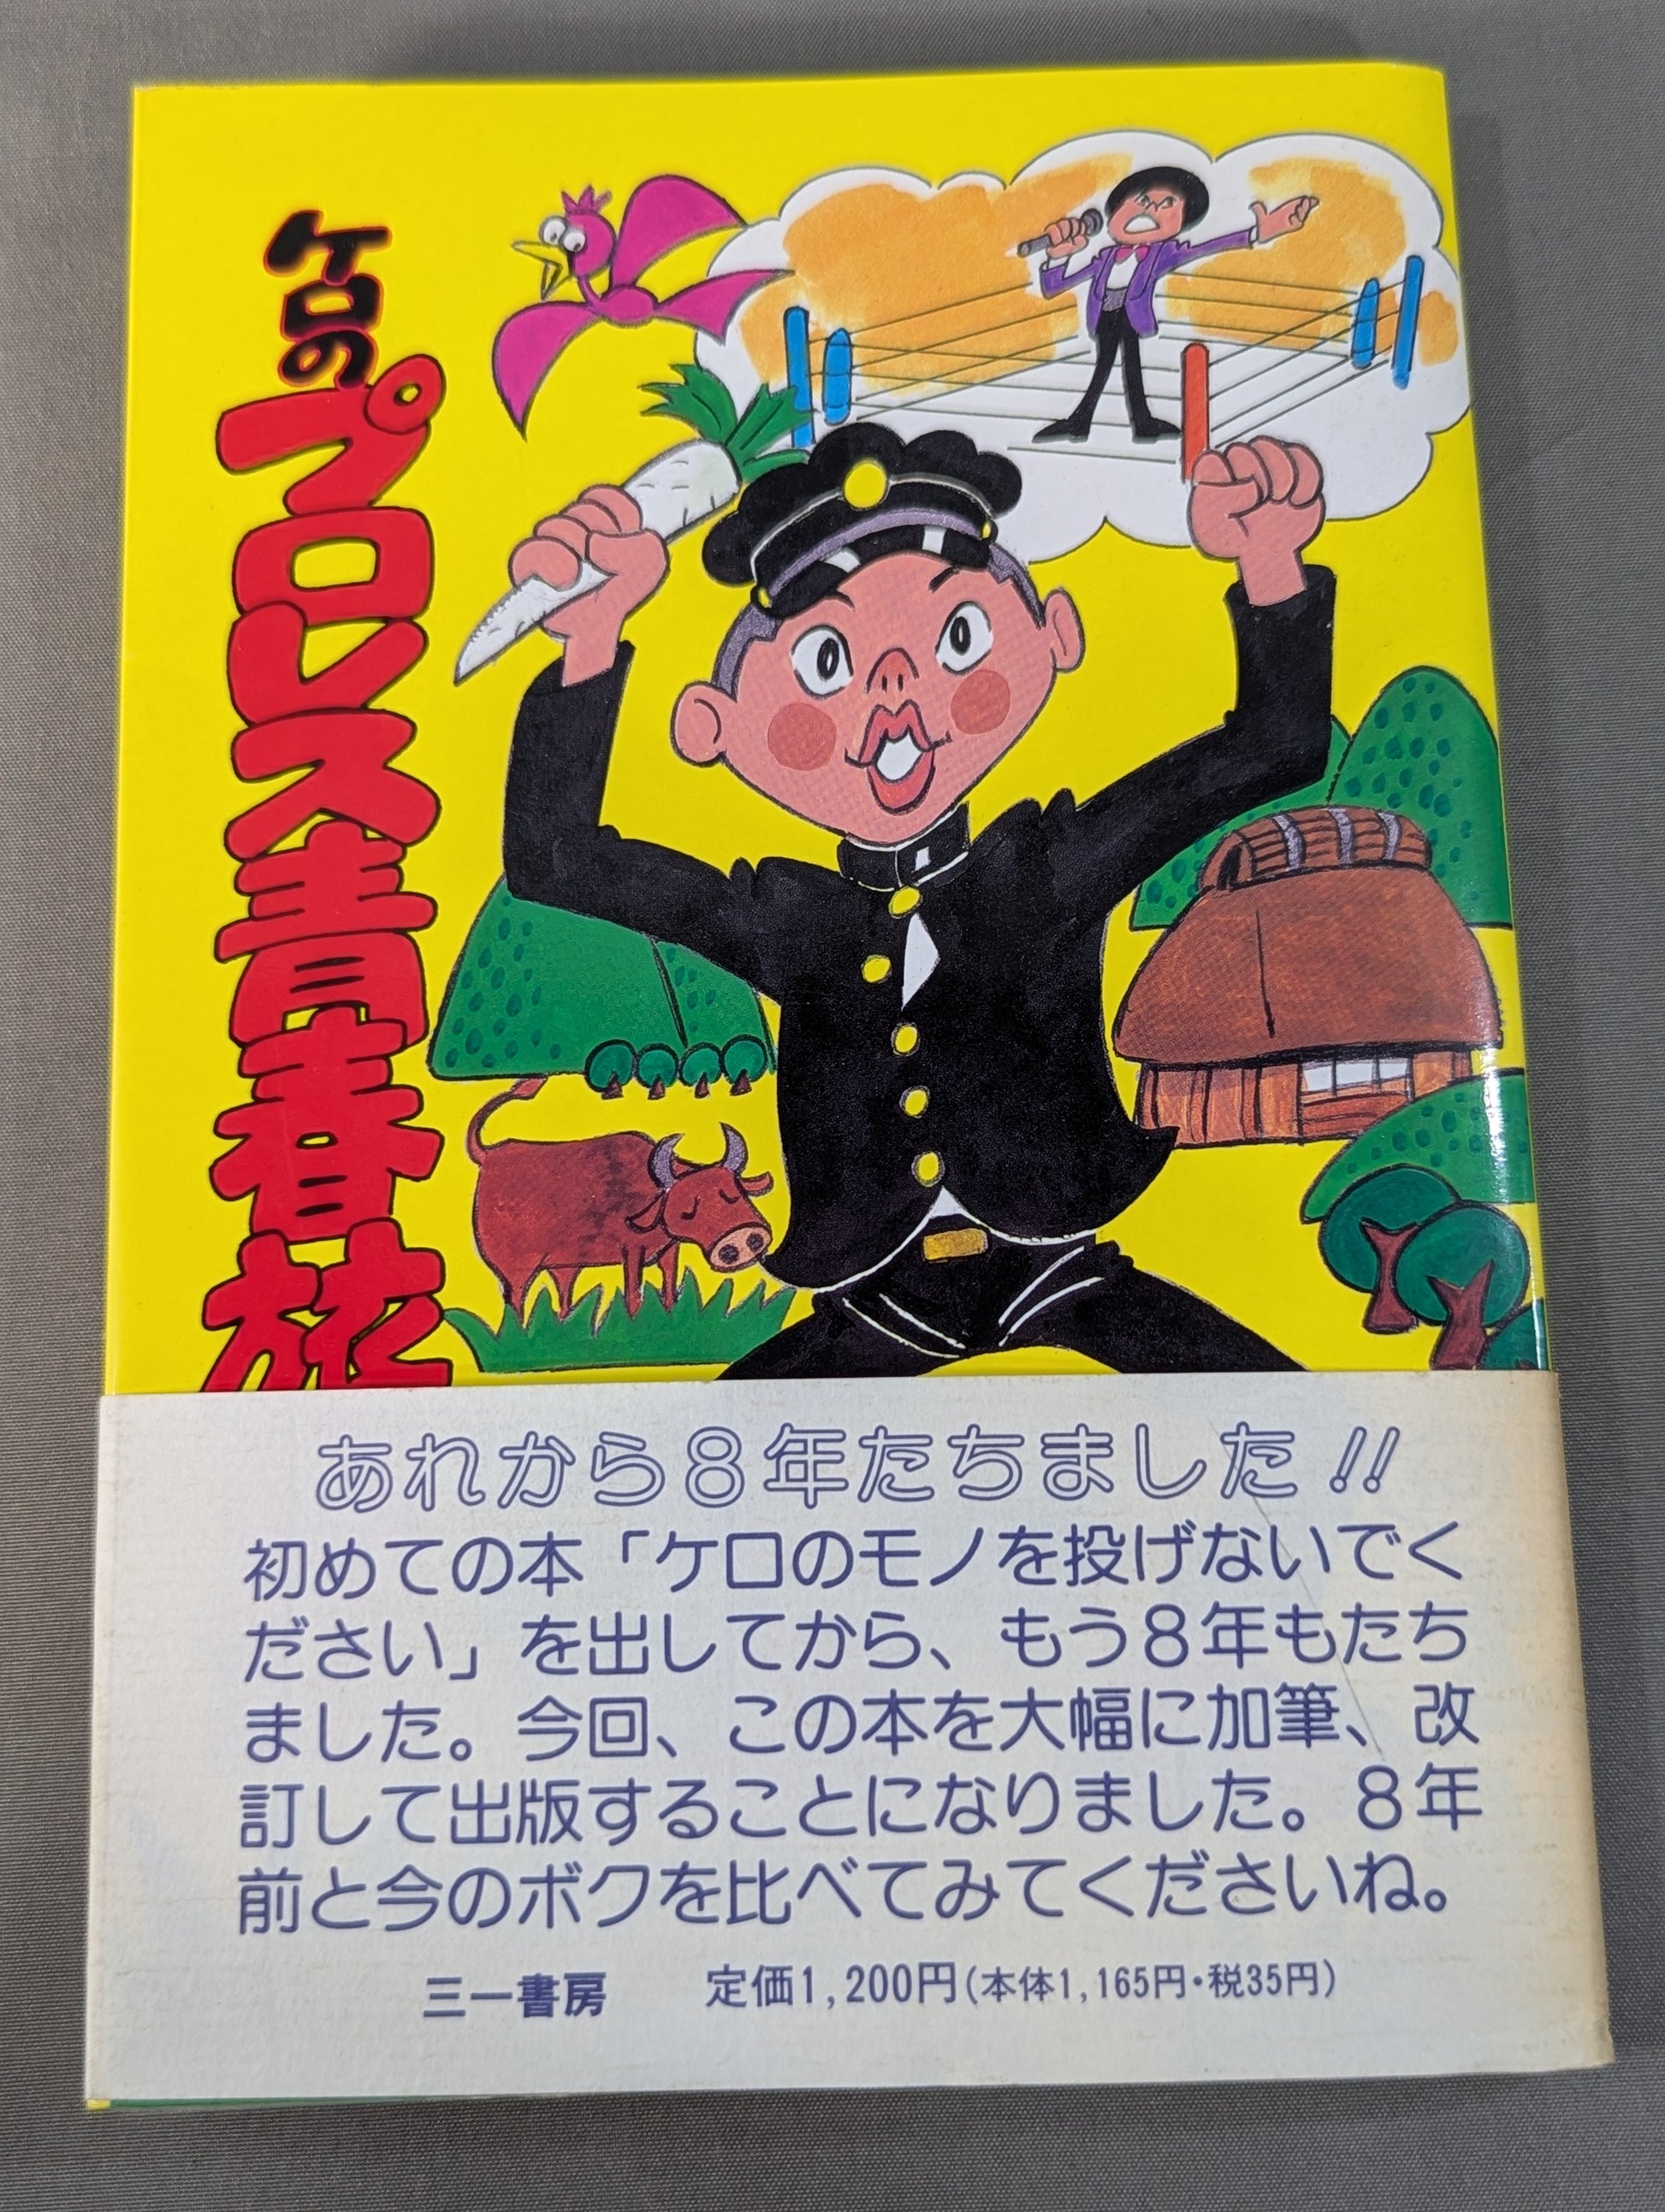 ケロの
プロレス青春旅
あれから8年たちました!!
初めての本「ケロのモノを投げないでく
ださい」を出してから、もう8年もたち
ました。今回、この本を大幅に加筆、改
訂して出版することになりました。8年
前と今のボクを比べてみてくださいね。
三一書房 定価1,200円(本体1,165円・税35円)